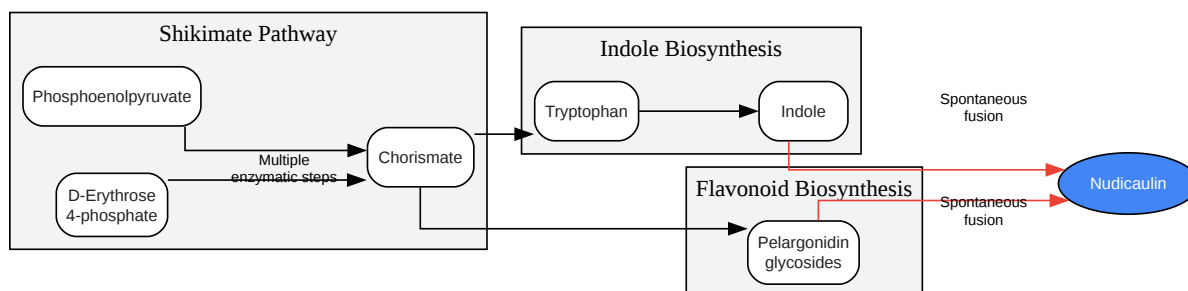 Shikimate Pathway
Phosphoenolpyruvate
D-Erythrose
4-phosphate
Multiple
enzymatic steps
Chorismate
Indole Biosynthesis
Tryptophan
Indole
Flavonoid Biosynthesis
Pelargonidin
glycosides
Spontaneous
fusion
Spontaneous
fusion
Nudicaulin